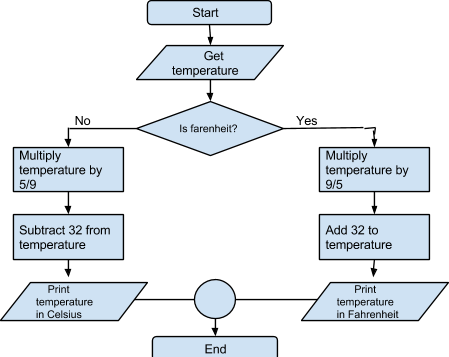 Start
Get
temperature
Is farenheit?
No
Yes
Multiply
temperature by
5/9
Multiply
temperature by
9/5
Subtract 32 from
temperature
Add 32 to
temperature
Print
temperature
in Celsius
Print
temperature
in Fahrenheit
End